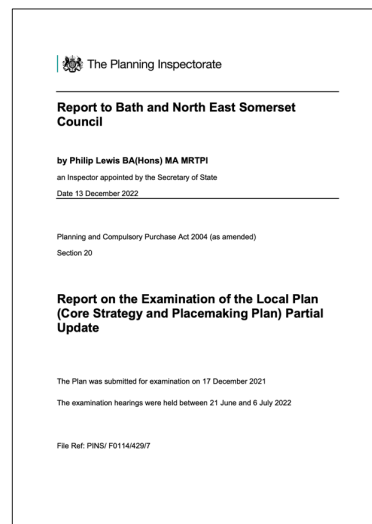 The Planning Inspectorate
Report to Bath and North East Somerset
Council
by Philip Lewis BA(Hons) MA MRTPI
an Inspector appointed by the Secretary of State
Date 13 December 2022
Planning and Compulsory Purchase Act 2004 (as amended)
Section 20
Report on the Examination of the Local Plan
(Core Strategy and Placemaking Plan) Partial
Update
The Plan was submitted for examination on 17 December 2021
The examination hearings were held between 21 June and 6 July 2022
File Ref: PINS/ F0114/429/7